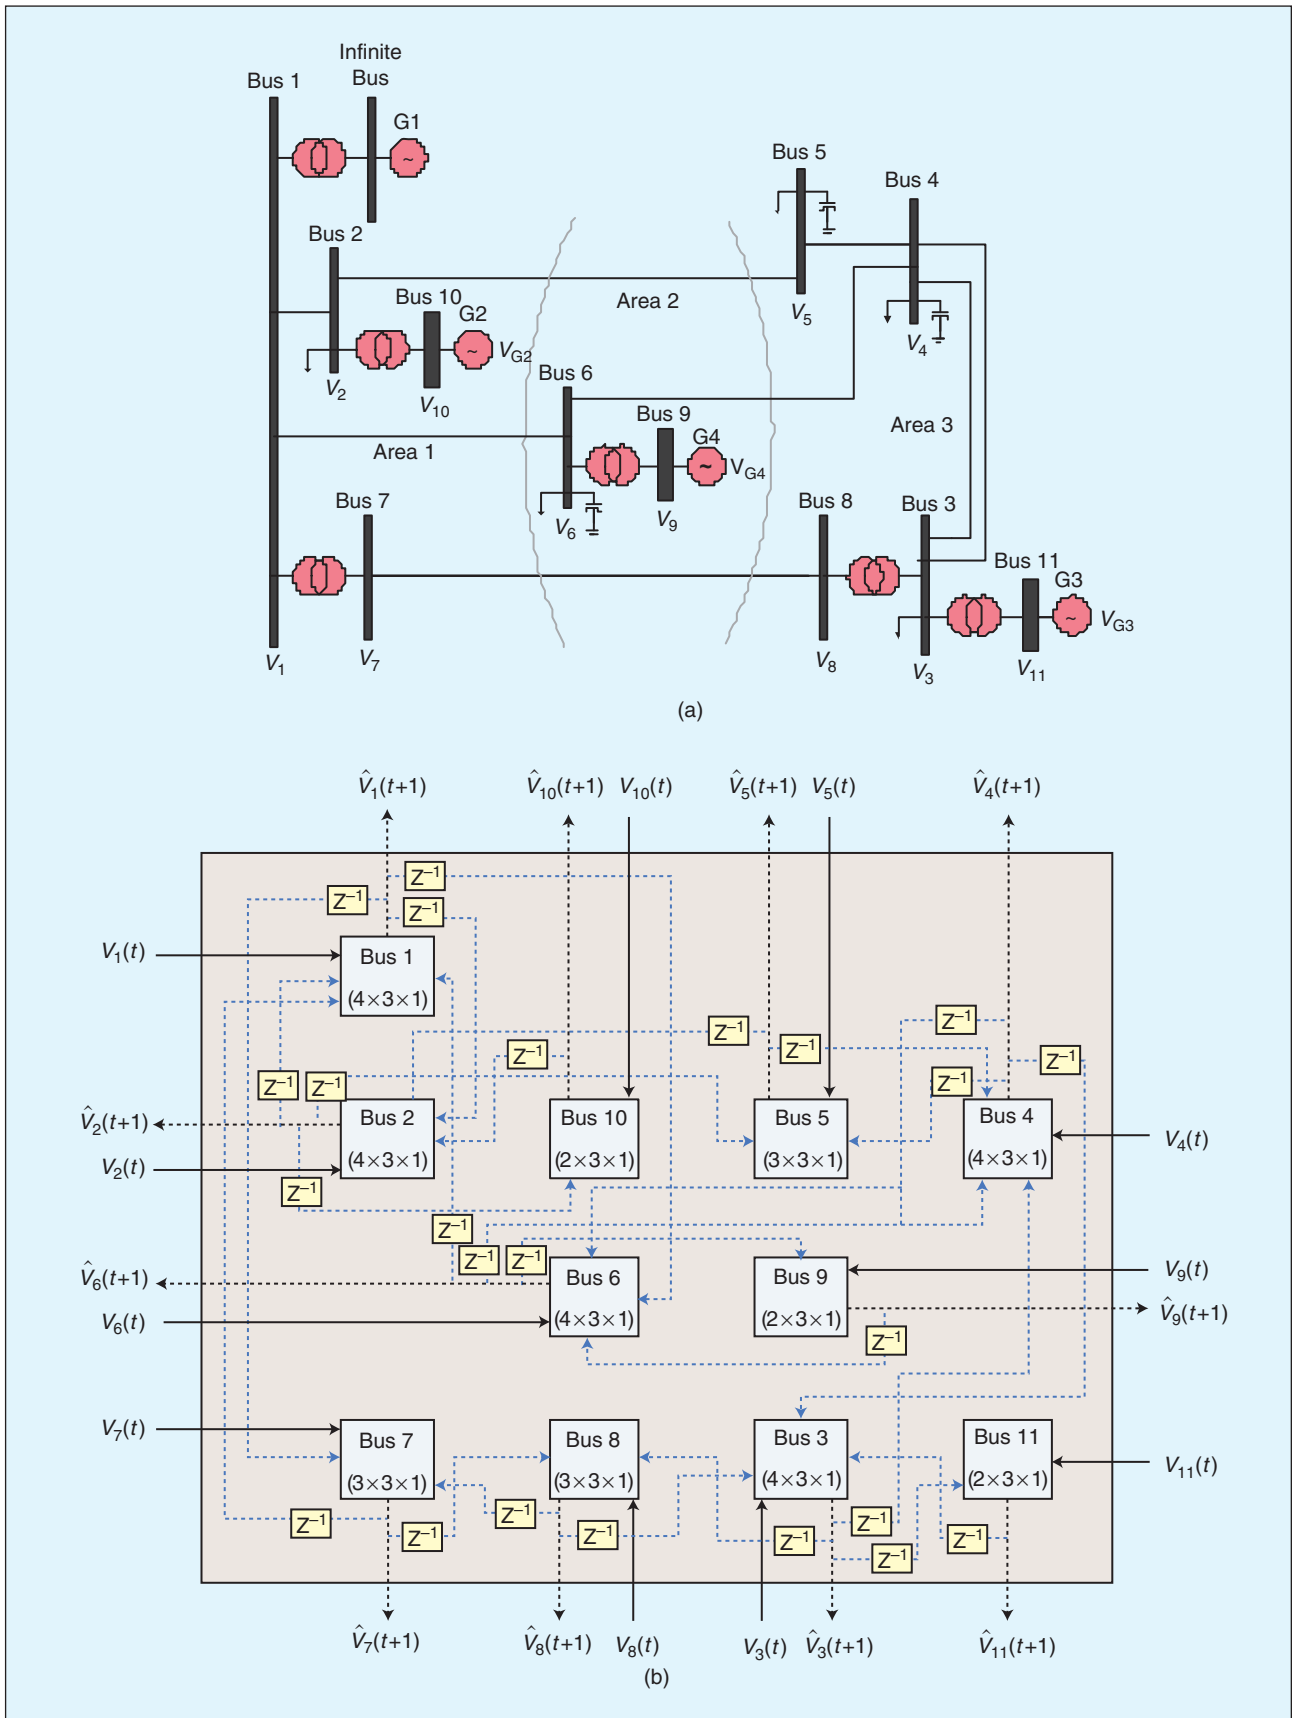 Infinite
Bus
Bus 1
G1
~
Bus 5
Bus 4
Bus 2
Bus 10
G2
~
V_G2
Area 2
V_5
V_4
V_2
V_10
Bus 6
Bus 9
G4
~
V_G4
Area 1
Area 3
V_6
V_9
Bus 7
Bus 8
Bus 3
Bus 11
G3
~
V_G3
V_1
V_7
V_8
V_3
V_11
(a)
V̂_1(t+1)
V̂_10(t+1)
V_10(t)
V̂_5(t+1)
V_5(t)
V̂_4(t+1)
Z⁻¹
Z⁻¹
Z⁻¹
V_1(t)
Bus 1
(4×3×1)
Z⁻¹
Z⁻¹
Z⁻¹
Z⁻¹
Z⁻¹
Z⁻¹
Z⁻¹
Z⁻¹
V̂_2(t+1)
V_2(t)
Bus 2
(4×3×1)
Bus 10
(2×3×1)
Bus 5
(3×3×1)
Bus 4
(4×3×1)
V_4(t)
Z⁻¹
Z⁻¹
Z⁻¹
Z⁻¹
V̂_6(t+1)
V_6(t)
Bus 6
(4×3×1)
Bus 9
(2×3×1)
V_9(t)
V̂_9(t+1)
Z⁻¹
V_7(t)
Bus 7
(3×3×1)
Bus 8
(3×3×1)
Bus 3
(4×3×1)
Bus 11
(2×3×1)
V_11(t)
Z⁻¹
Z⁻¹
Z⁻¹
Z⁻¹
Z⁻¹
Z⁻¹
Z⁻¹
Z⁻¹
V̂_7(t+1)
V̂_8(t+1)
V_8(t)
V_3(t)
V̂_3(t+1)
V̂_11(t+1)
(b)